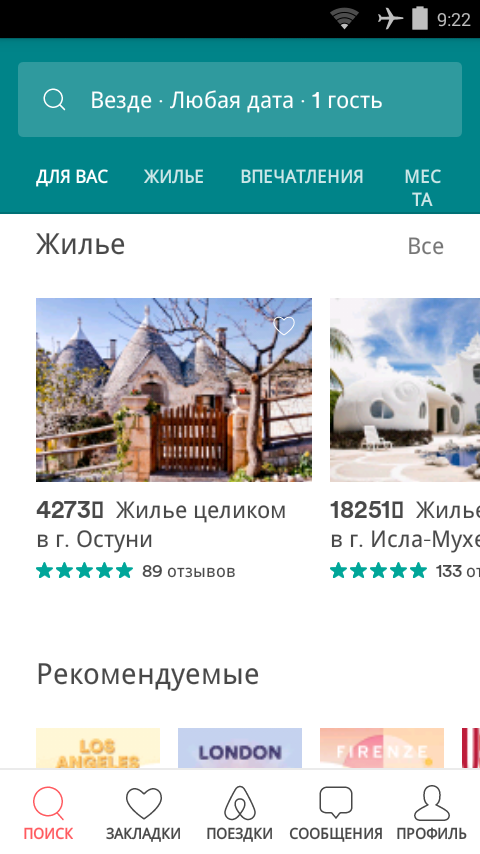 9:22
Везде · Любая дата · 1 гость
ДЛЯ ВАС
ЖИЛЬЕ
ВПЕЧАТЛЕНИЯ
МЕС
ТА
Жилье
Все
4273 Жилье целиком
в г. Остуни
89 отзывов
18251 Жилье
в г. Исла-Мухе
133 от
Рекомендуемые
LOS
ANGELES
LONDON
FIRENZE
ПОИСК
ЗАКЛАДКИ
ПОЕЗДКИ
СООБЩЕНИЯ
ПРОФИЛЬ